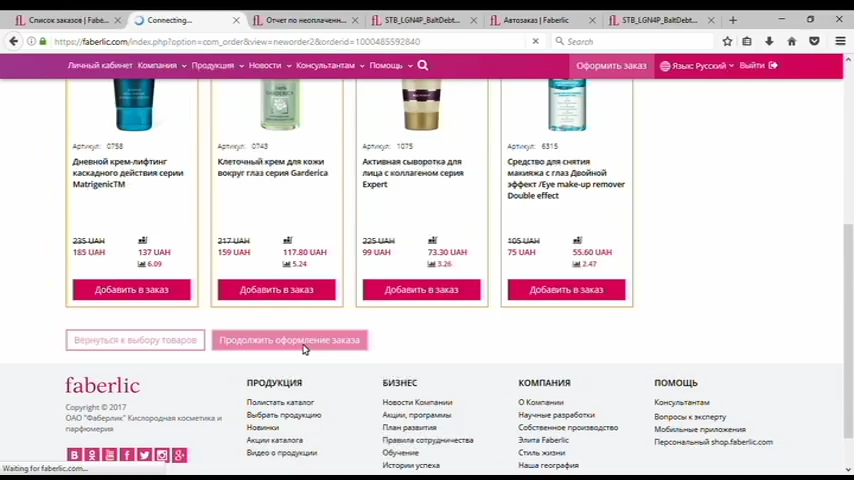 Список заказов | Fabe...
Connecting...
Отчет по неоплаченн...
STB_LGN4P_BaltDebt...
Автозаказ | Faberlic
STB_LGN4P_BaltDebt...
https://faberlic.com/index.php?option=com_order&view=neworder2&orderid=1000485592840
Search
Личный кабинет Компания Продукция Новости Консультантам Помощь Оформить заказ Язык: Русский Выйти
Артикул: 0758
Артикул: 0743
Артикул: 1075
Артикул: 6315
Дневной крем-лифтинг
каскадного действия серии
MatrigenicTM
Клеточный крем для кожи
вокруг глаз серия Garderica
Активная сыворотка для
лица с коллагеном серия
Expert
Средство для снятия
макияжа с глаз Двойной
эффект /Eye make-up remover
Double effect
235 UAH
185 UAH 137 UAH
6.09
217 UAH
159 UAH 117.80 UAH
5.24
225 UAH
99 UAH 73.30 UAH
3.26
105 UAH
75 UAH 55.60 UAH
2.47
Добавить в заказ
Добавить в заказ
Добавить в заказ
Добавить в заказ
Вернуться к выбору товаров
Продолжить оформление заказа
faberlic
Copyright © 2017
ОАО "Фаберлик" Кислородная косметика и
парфюмерия
ПРОДУКЦИЯ
Полистать каталог
Выбрать продукцию
Новинки
Акции каталога
Видео о продукции
БИЗНЕС
Новости Компании
Акции, программы
План развития
Правила сотрудничества
Обучение
Истории успеха
КОМПАНИЯ
О Компании
Научные разработки
Собственное производство
Элита Faberlic
Стиль жизни
Наша география
ПОМОЩЬ
Консультантам
Вопросы к эксперту
Мобильные приложения
Персональный shop.faberlic.com
Waiting for faberlic.com...